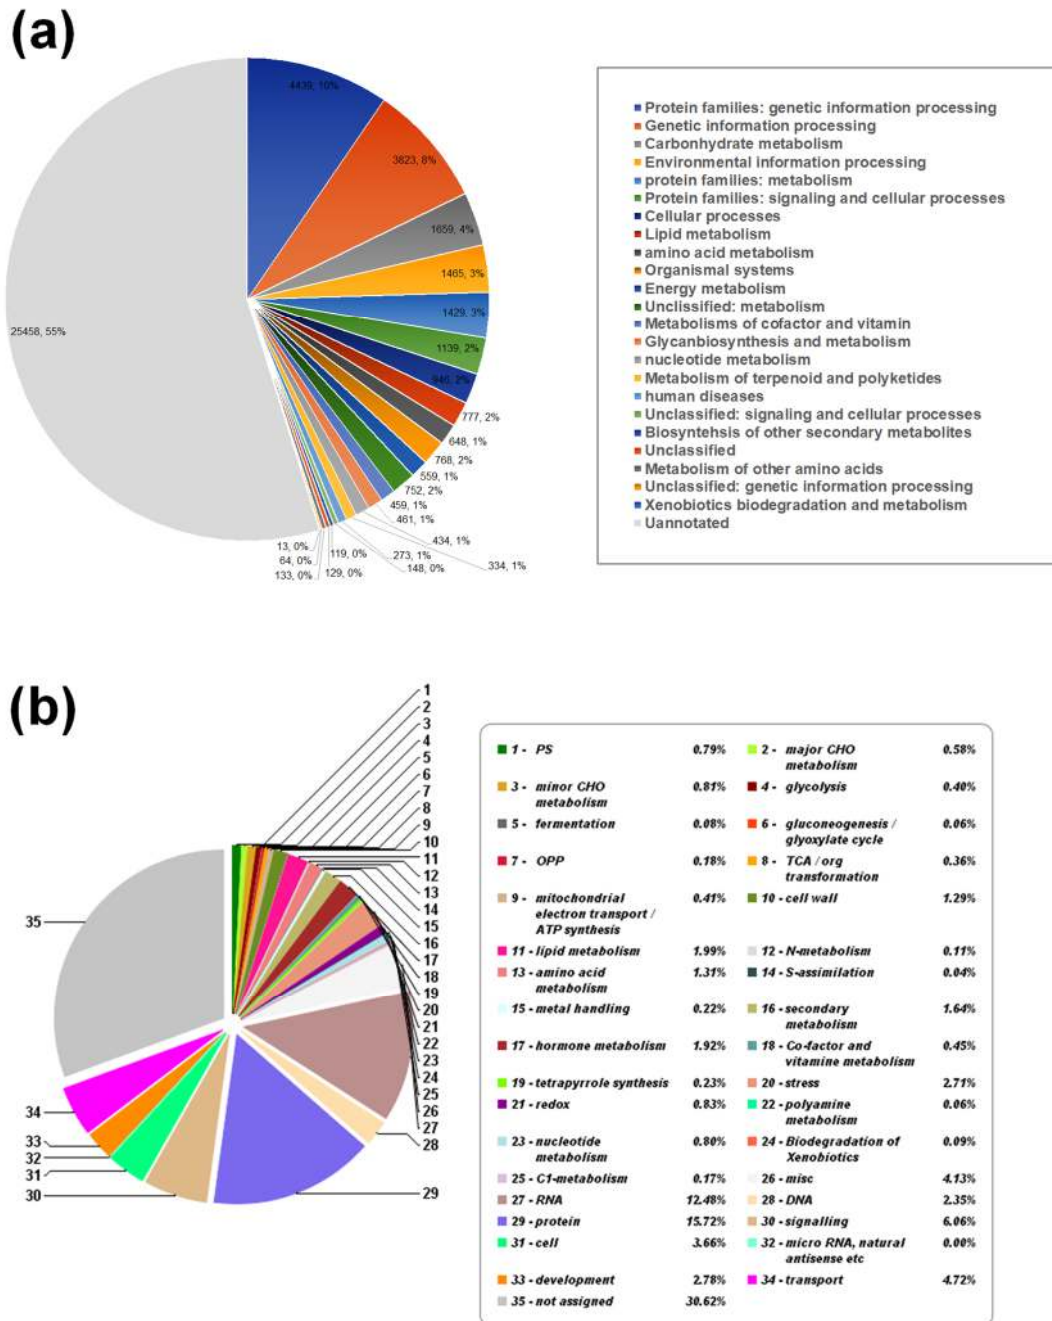 (a)
4439, 10%
3823, 8%
1659, 4%
1465, 3%
1429, 3%
1139, 2%
946, 2%
777, 2%
648, 1%
768, 2%
559, 1%
752, 2%
459, 1%
461, 1%
434, 1%
334, 1%
273, 1%
148, 0%
119, 0%
129, 0%
133, 0%
64, 0%
13, 0%
25458, 55%
Protein families: genetic information processing
Genetic information processing
Carbonhydrate metabolism
Environmental information processing
protein families: metabolism
Protein families: signaling and cellular processes
Cellular processes
Lipid metabolism
amino acid metabolism
Organismal systems
Energy metabolism
Unclissified: metabolism
Metabolisms of cofactor and vitamin
Glycanbiosynthesis and metabolism
nucleotide metabolism
Metabolism of terpenoid and polyketides
human diseases
Unclassified: signaling and cellular processes
Biosyntehsis of other secondary metabolites
Unclassified
Metabolism of other amino acids
Unclassified: genetic information processing
Xenobiotics biodegradation and metabolism
Uannotated
(b)
1
2
3
4
5
6
7
8
9
10
11
12
13
14
15
16
17
18
19
20
21
22
23
24
25
26
27
28
29
30
31
32
33
34
35
1 - PS 0.79%
2 - major CHO metabolism 0.58%
3 - minor CHO metabolism 0.81%
4 - glycolysis 0.40%
5 - fermentation 0.08%
6 - gluconeogenesis / glyoxylate cycle 0.06%
7 - OPP 0.18%
8 - TCA / org transformation 0.36%
9 - mitochondrial electron transport / ATP synthesis 0.41%
10 - cell wall 1.29%
11 - lipid metabolism 1.99%
12 - N-metabolism 0.11%
13 - amino acid metabolism 1.31%
14 - S-assimilation 0.04%
15 - metal handling 0.22%
16 - secondary metabolism 1.64%
17 - hormone metabolism 1.92%
18 - Co-factor and vitamine metabolism 0.45%
19 - tetrapyrrole synthesis 0.23%
20 - stress 2.71%
21 - redox 0.83%
22 - polyamine metabolism 0.06%
23 - nucleotide metabolism 0.80%
24 - Biodegradation of Xenobiotics 0.09%
25 - C1-metabolism 0.17%
26 - misc 4.13%
27 - RNA 12.48%
28 - DNA 2.35%
29 - protein 15.72%
30 - signalling 6.06%
31 - cell 3.66%
32 - micro RNA, natural antisense etc 0.00%
33 - development 2.78%
34 - transport 4.72%
35 - not assigned 30.62%